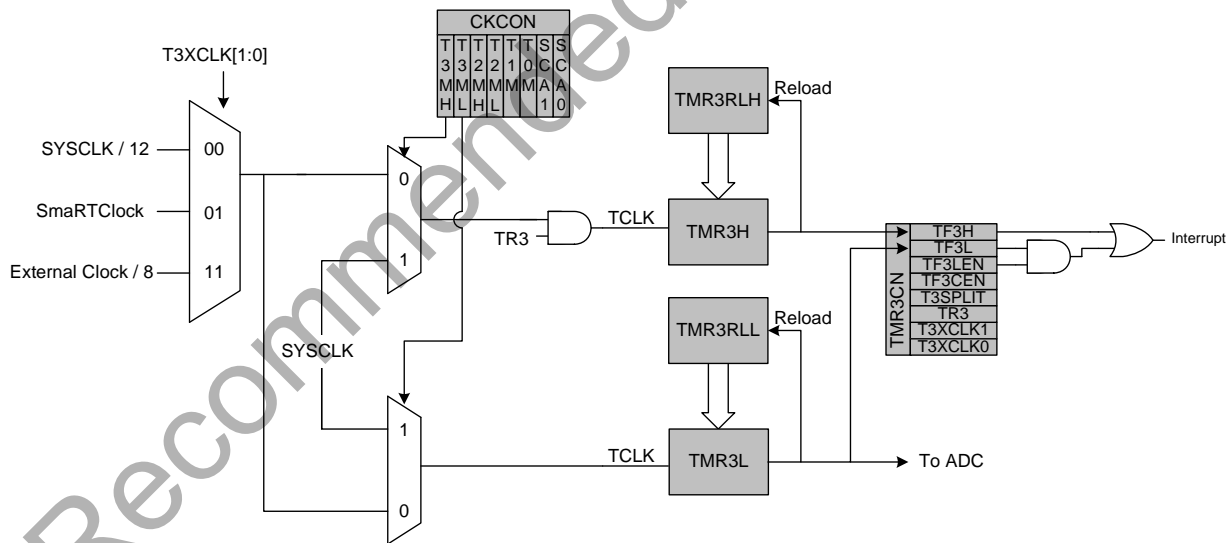 CKCON
T3MH
T3ML
T2MH
T2ML
T1M
T0M
SCA1
SCA0
T3XCLK[1:0]
SYSCLK / 12
00
SmaRTClock
01
External Clock / 8
11
0
1
SYSCLK
1
0
TR3
TCLK
TMR3RLH
Reload
TMR3H
TMR3RLL
Reload
TCLK
TMR3L
To ADC
TMR3CN
TF3H
TF3L
TF3LEN
TF3CEN
T3SPLIT
TR3
T3XCLK1
T3XCLK0
Interrupt
Recommended